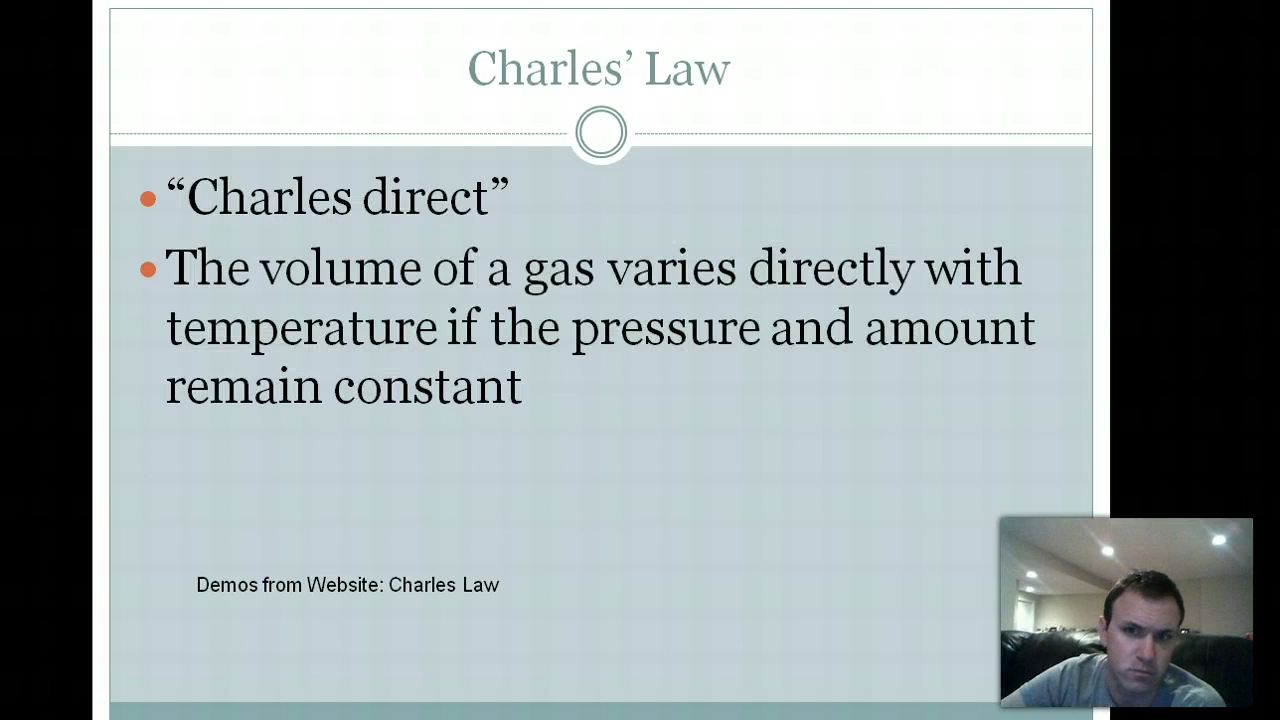 Charles’ Law
“Charles direct”
The volume of a gas varies directly with
temperature if the pressure and amount
remain constant
Demos from Website: Charles Law